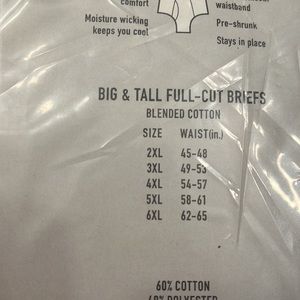 comfort
Moisture wicking
keeps you cool
waistband
Pre-shrunk
Stays in place
BIG & TALL FULL-CUT BRIEFS
BLENDED COTTON
SIZE WAIST(in.)
2XL 45-48
3XL 49-53
4XL 54-57
5XL 58-61
6XL 62-65
60% COTTON
40% POLYESTER